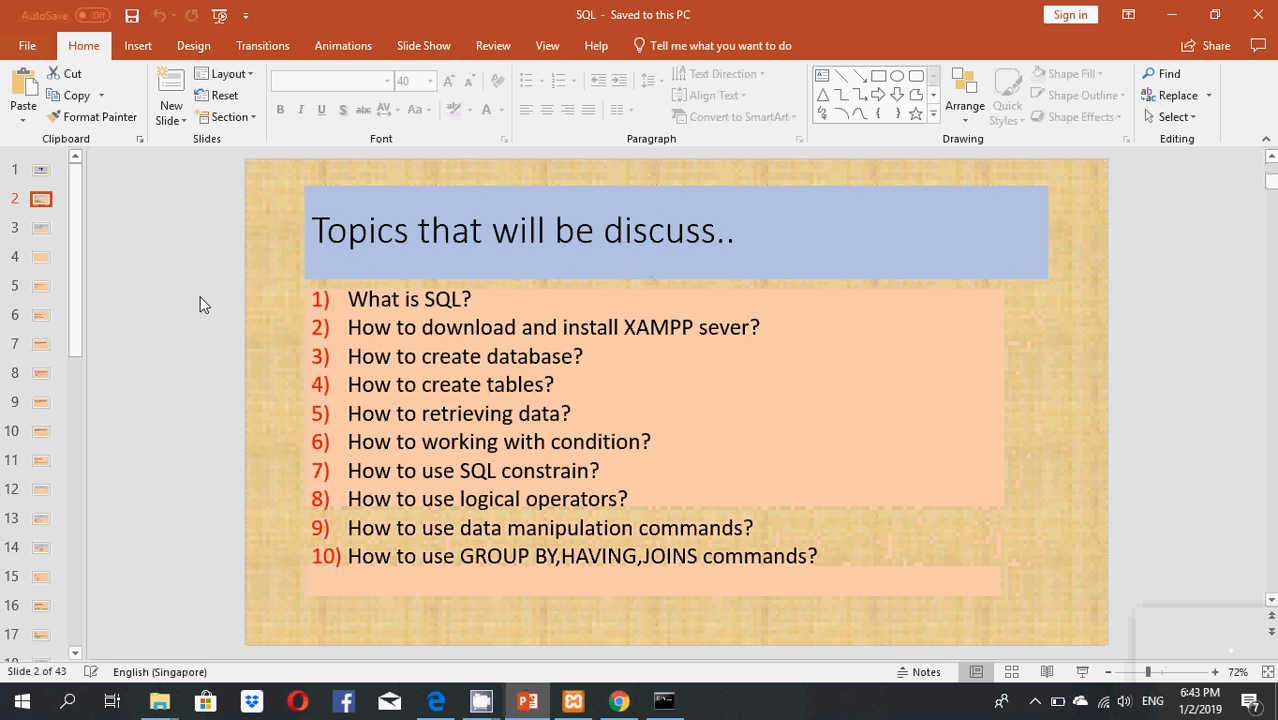 AutoSave Off
SQL - Saved to this PC
Sign in
File Home Insert Design Transitions Animations Slide Show Review View Help Tell me what you want to do Share
Paste
Cut
Copy
Format Painter
Clipboard
New Slide
Layout
Reset
Section
Slides
40
B I U S abc AV Aa A
Font
Text Direction
Align Text
Convert to SmartArt
Paragraph
Arrange
Quick Styles
Shape Fill
Shape Outline
Shape Effects
Drawing
Find
Replace
Select
Editing
1
2
3
4
5
6
7
8
9
10
11
12
13
14
15
16
17
Topics that will be discuss..
1) What is SQL?
2) How to download and install XAMPP sever?
3) How to create database?
4) How to create tables?
5) How to retrieving data?
6) How to working with condition?
7) How to use SQL constrain?
8) How to use logical operators?
9) How to use data manipulation commands?
10) How to use GROUP BY,HAVING,JOINS commands?
Slide 2 of 43 English (Singapore) Notes 72%
ENG
6:43 PM
1/2/2019
7